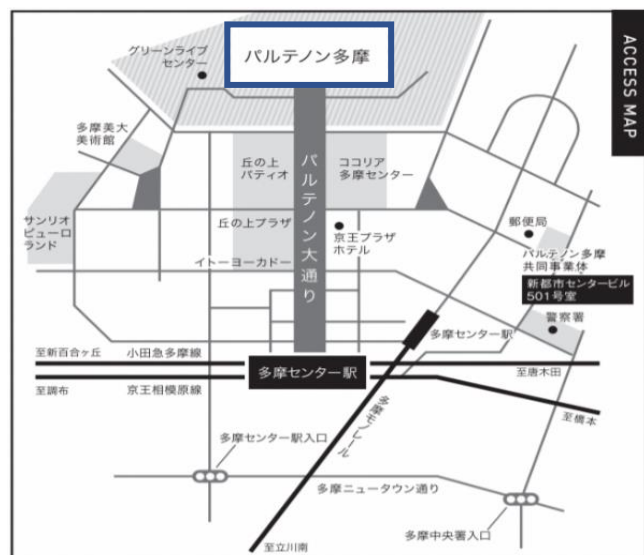 ACCESS MAP
グリーンライブ
センター
パルテノン多摩
多摩美大
美術館
丘の上
パティオ
パルテノン大通り
ココリア
多摩センター
サンリオ
ピューロ
ランド
丘の上プラザ
京王プラザ
ホテル
郵便局
イトーヨーカドー
パルテノン多摩
共同事業体
新都市センタービル
501号室
警察署
多摩センター駅
至新百合ヶ丘
小田急多摩線
多摩センター駅
至唐木田
至調布
京王相模原線
至橋本
多摩モノレール
多摩センター駅入口
多摩ニュータウン通り
多摩中央署入口
至立川南